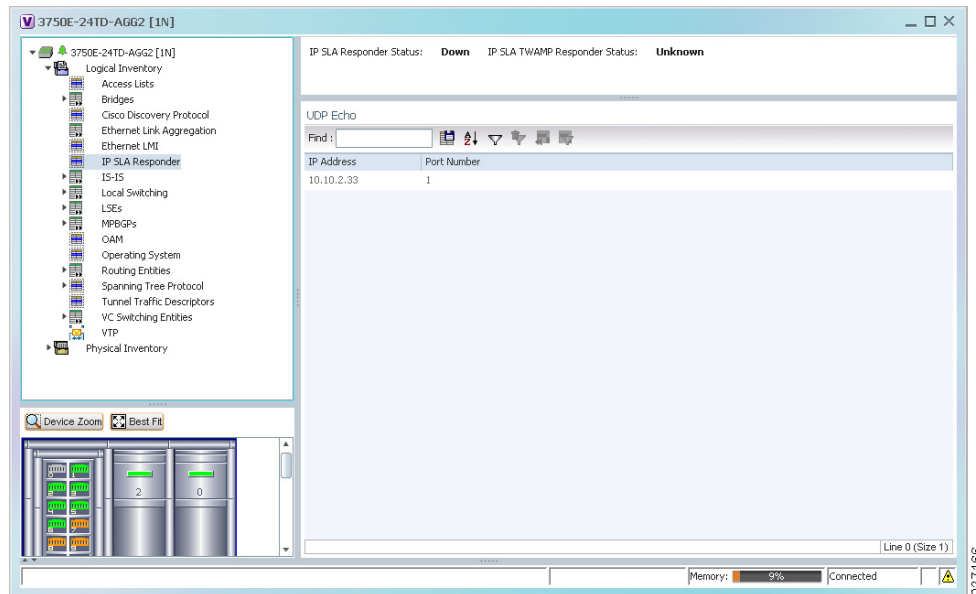 3750E-24TD-AGG2 [1N]
3750E-24TD-AGG2 [1N]
Logical Inventory
Access Lists
Bridges
Cisco Discovery Protocol
Ethernet Link Aggregation
Ethernet LMI
IP SLA Responder
IS-IS
Local Switching
LSEs
MPBGPs
OAM
Operating System
Routing Entities
Spanning Tree Protocol
Tunnel Traffic Descriptors
VC Switching Entities
VTP
Physical Inventory
Device Zoom Best Fit
2 0
IP SLA Responder Status: Down IP SLA TWAMP Responder Status: Unknown
UDP Echo
Find :
IP Address Port Number
10.10.2.33 1
Line 0 (Size 1)
Memory: 9% Connected